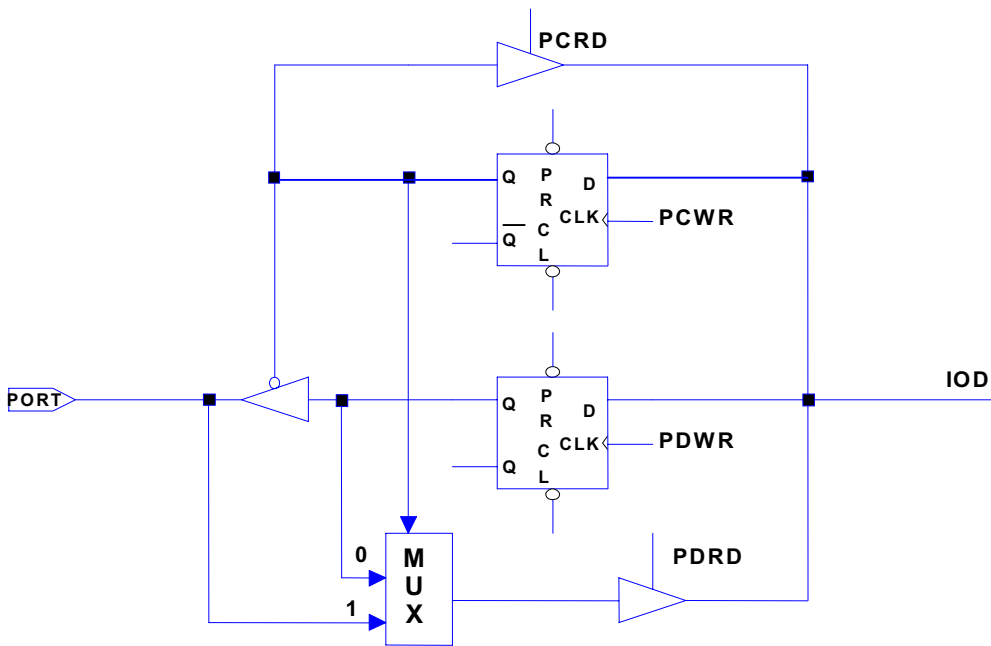 PCRD
Q P D
R
CLK PCWR
Q C
L
IOD
PORT
Q P D
R
CLK PDWR
C
Q L
0 M
U
1 X
PDRD